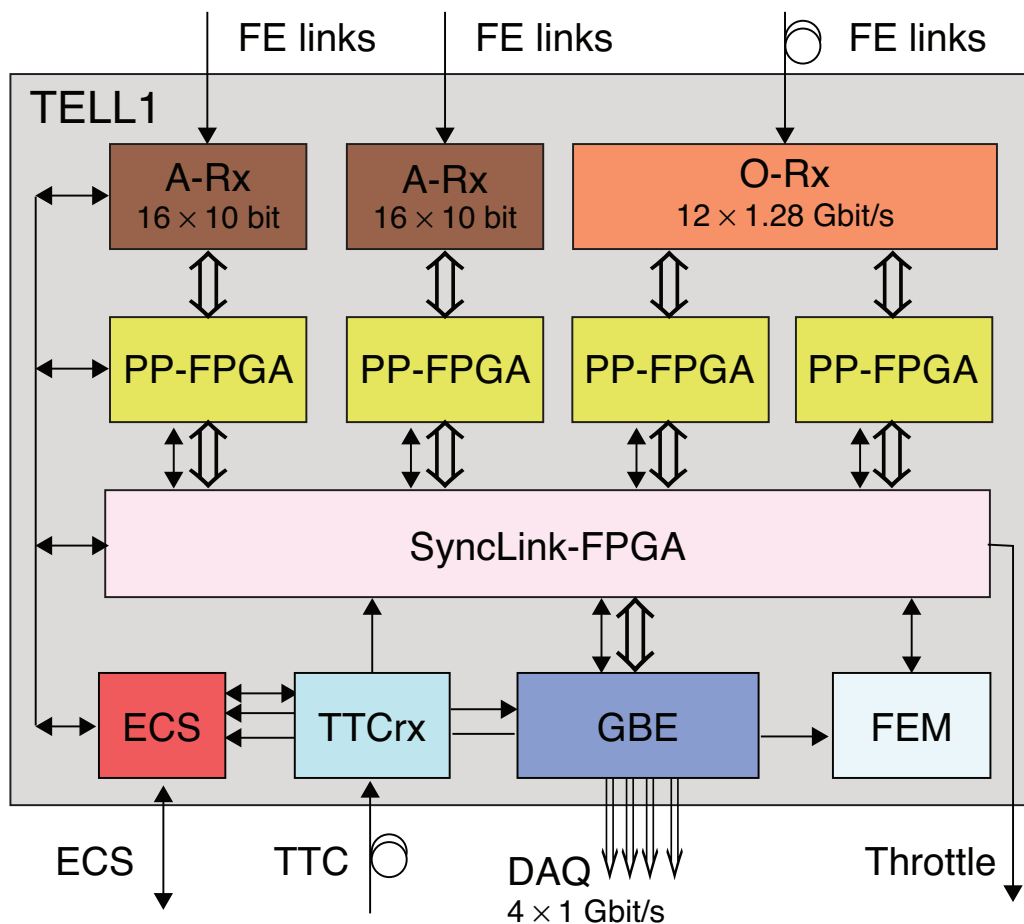 FE links
FE links
FE links
TELL1
A-Rx
16 × 10 bit
A-Rx
16 × 10 bit
O-Rx
12 × 1.28 Gbit/s
PP-FPGA
PP-FPGA
PP-FPGA
PP-FPGA
SyncLink-FPGA
ECS
TTCrx
GBE
FEM
ECS
TTC
DAQ
4 × 1 Gbit/s
Throttle